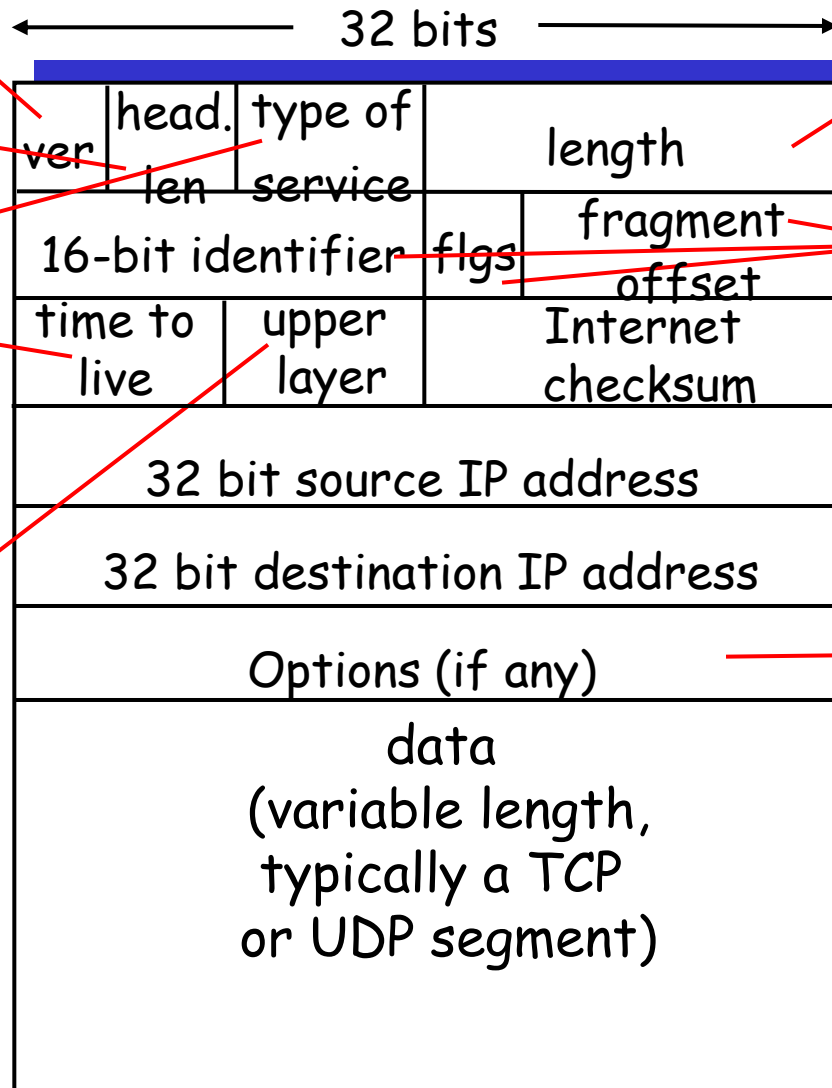 32 bits
ver
head.
len
type of
service
length
16-bit identifier
flgs
fragment
offset
time to
live
upper
layer
Internet
checksum
32 bit source IP address
32 bit destination IP address
Options (if any)
data
(variable length,
typically a TCP
or UDP segment)